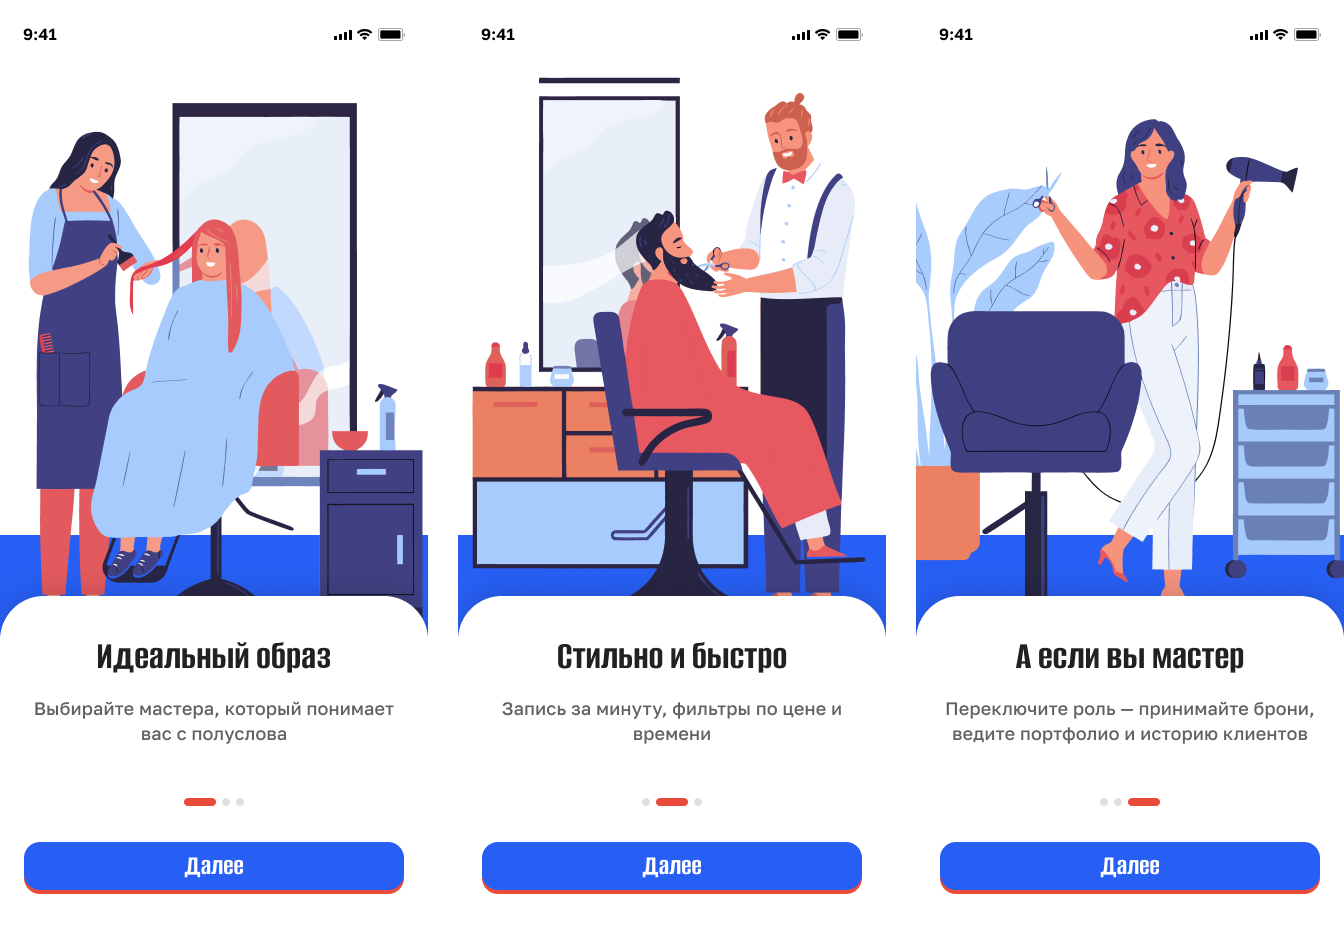 9:41
Идеальный образ
Выбирайте мастера, который понимает
вас с полуслова
Далее
9:41
Стильно и быстро
Запись за минуту, фильтры по цене и
времени
Далее
9:41
А если вы мастер
Переключите роль — принимайте брони,
ведите портфолио и историю клиентов
Далее